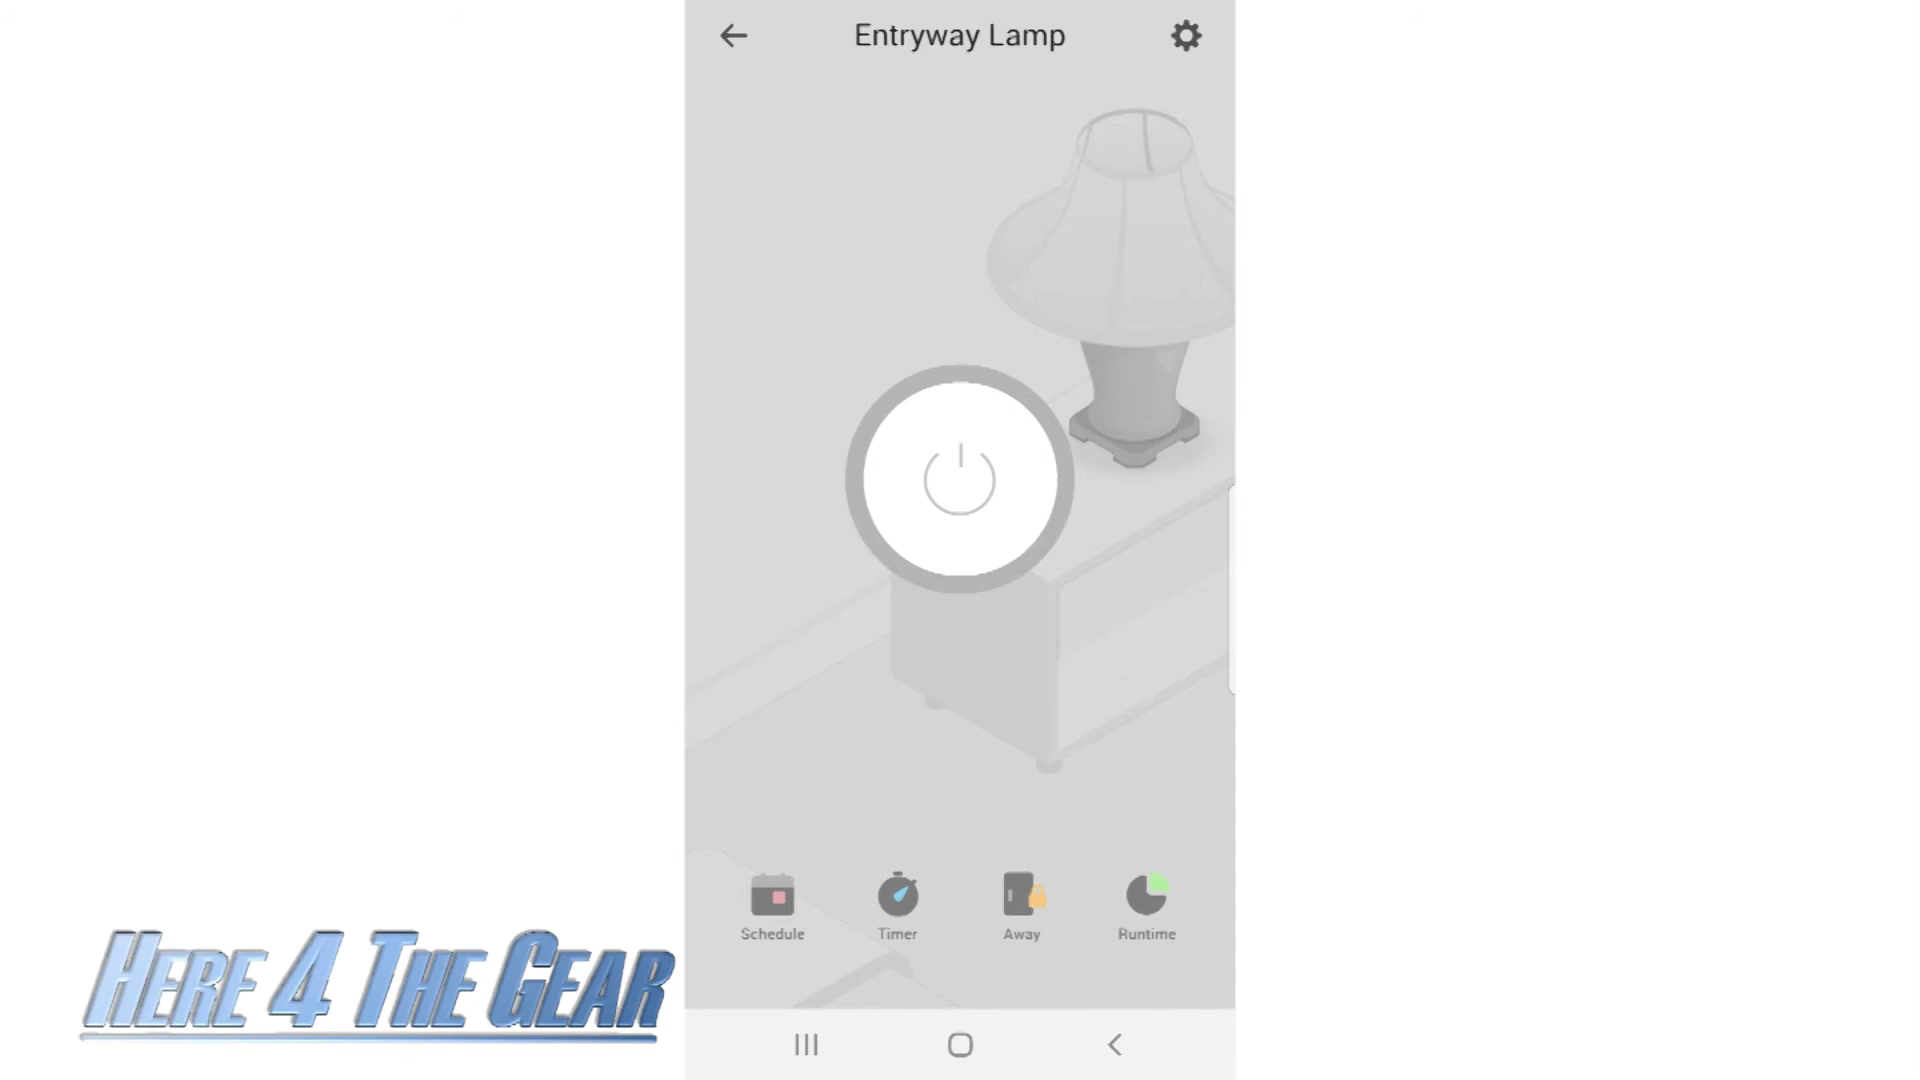 Entryway Lamp
Schedule
Timer
Away
Runtime
HERE 4 THE GEAR